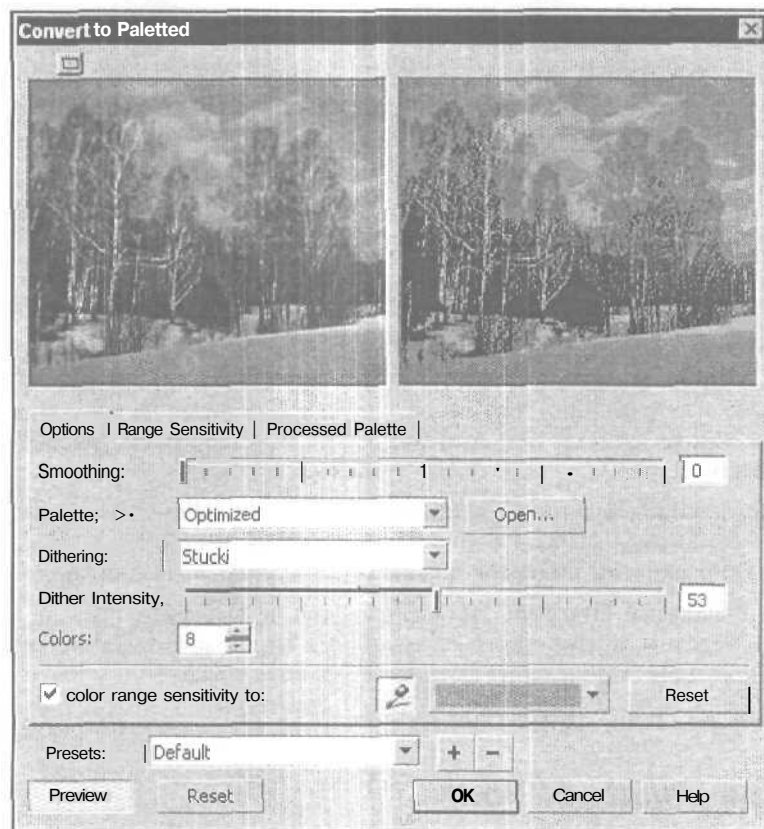 Convert to Paletted
Options | Range Sensitivity | Processed Palette |
Smoothing: 0
Palette; >• Optimized Open...
Dithering: Stucki
Dither Intensity, 53
Colors: 8
color range sensitivity to: Reset
Presets: Default + −
Preview Reset OK Cancel Help